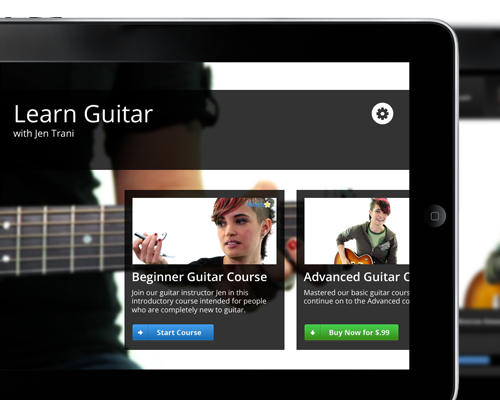 Learn Guitar
with Jen Trani
Beginner Guitar Course
Join our guitar instructor Jen in this
introductory course intended for people
who are completely new to guitar.
Start Course
Advanced Guitar C
Mastered our basic guitar cours
continue on to the Advanced co
Buy Now for $.99